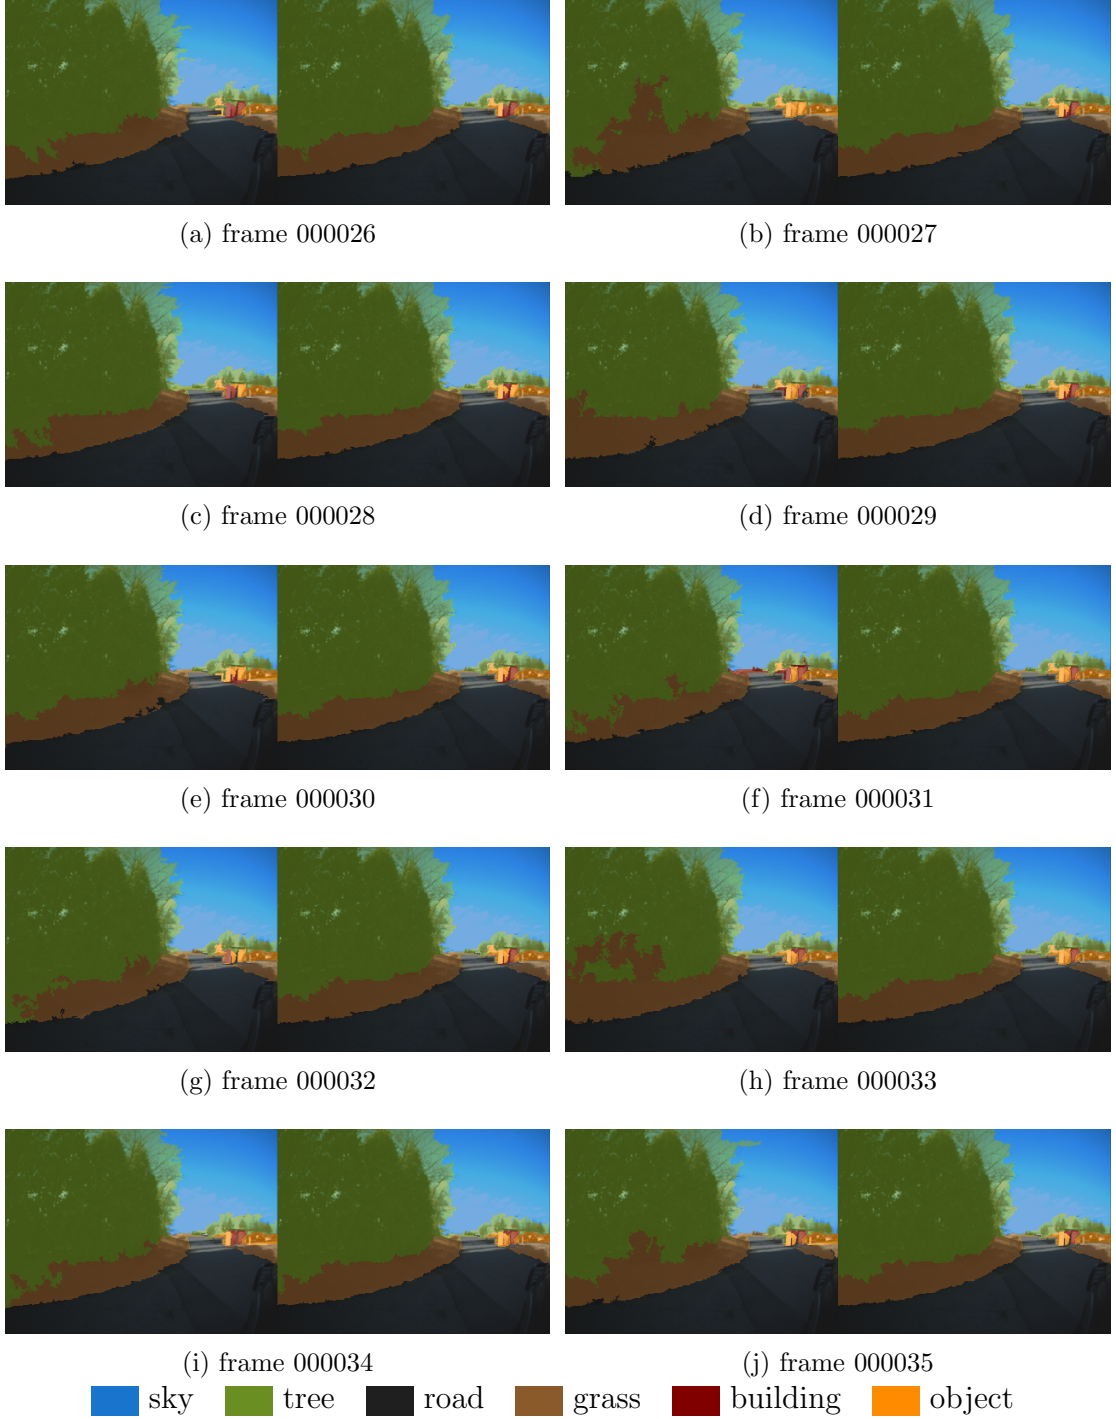 (a) frame 000026
(b) frame 000027
(c) frame 000028
(d) frame 000029
(e) frame 000030
(f) frame 000031
(g) frame 000032
(h) frame 000033
(i) frame 000034
(j) frame 000035
sky tree road grass building object